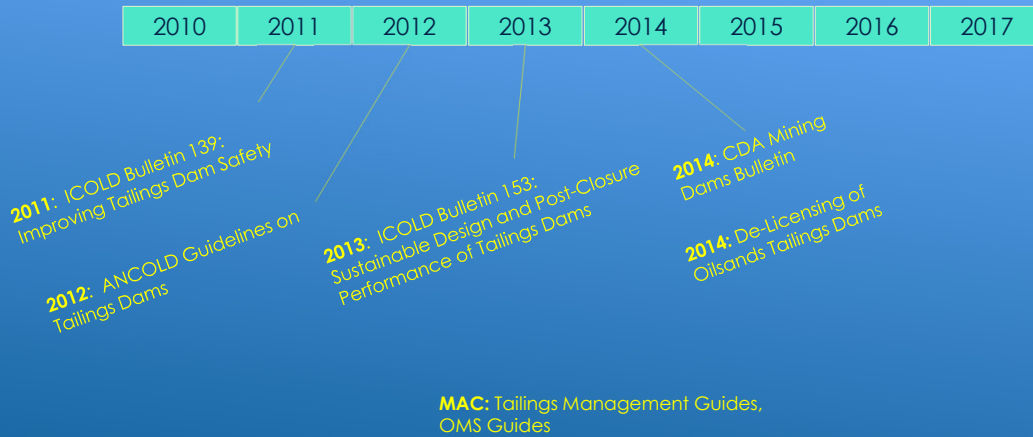 2010 2011 2012 2013 2014 2015 2016 2017
2011: ICOLD Bulletin 139:
Improving Tailings Dam Safety
2012: ANCOLD Guidelines on
Tailings Dams
2013: ICOLD Bulletin 153:
Sustainable Design and Post-Closure
Performance of Tailings Dams
2014: CDA Mining
Dams Bulletin
2014: De-Licensing of
Oilsands Tailings Dams
MAC: Tailings Management Guides,
OMS Guides